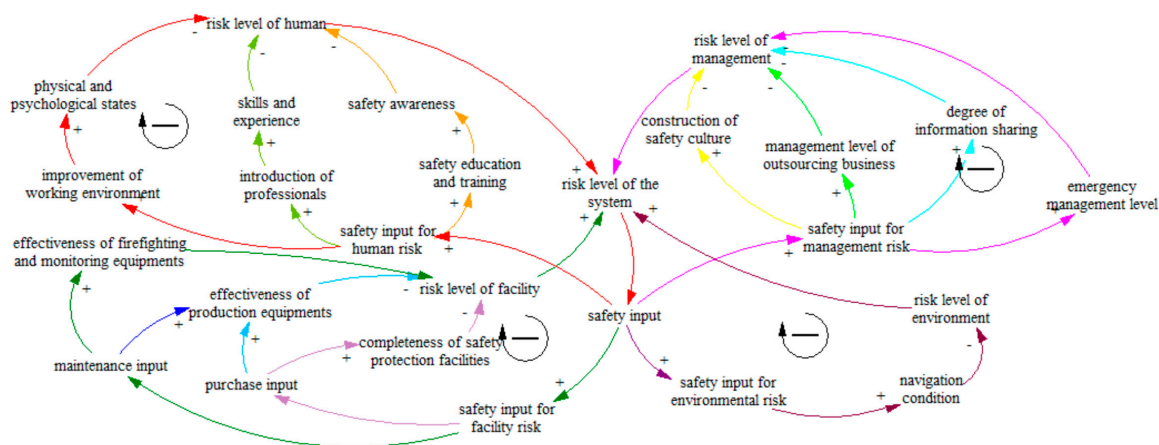 risk level of human
physical and
psychological states
skills and
experience
safety awareness
improvement of
working environment
introduction of
professionals
safety education
and training
safety input for
human risk
effectiveness of firefighting
and monitoring equipments
effectiveness of
production equipments
risk level of facility
completeness of safety
protection facilities
maintenance input
purchase input
safety input for
facility risk
risk level of the
system
safety input
risk level of
management
construction of
safety culture
management level of
outsourcing business
degree of
information sharing
emergency
management level
safety input for
management risk
risk level of
environment
safety input for
environmental risk
navigation
condition